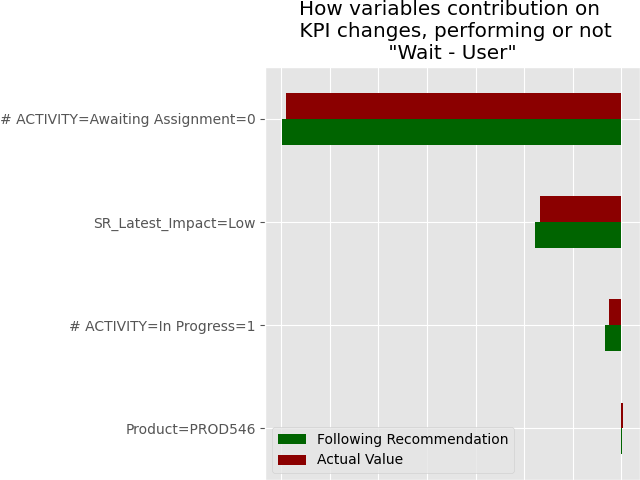 How variables contribution on
KPI changes, performing or not
"Wait - User"
# ACTIVITY=Awaiting Assignment=0
SR_Latest_Impact=Low
# ACTIVITY=In Progress=1
Product=PROD546
Following Recommendation
Actual Value